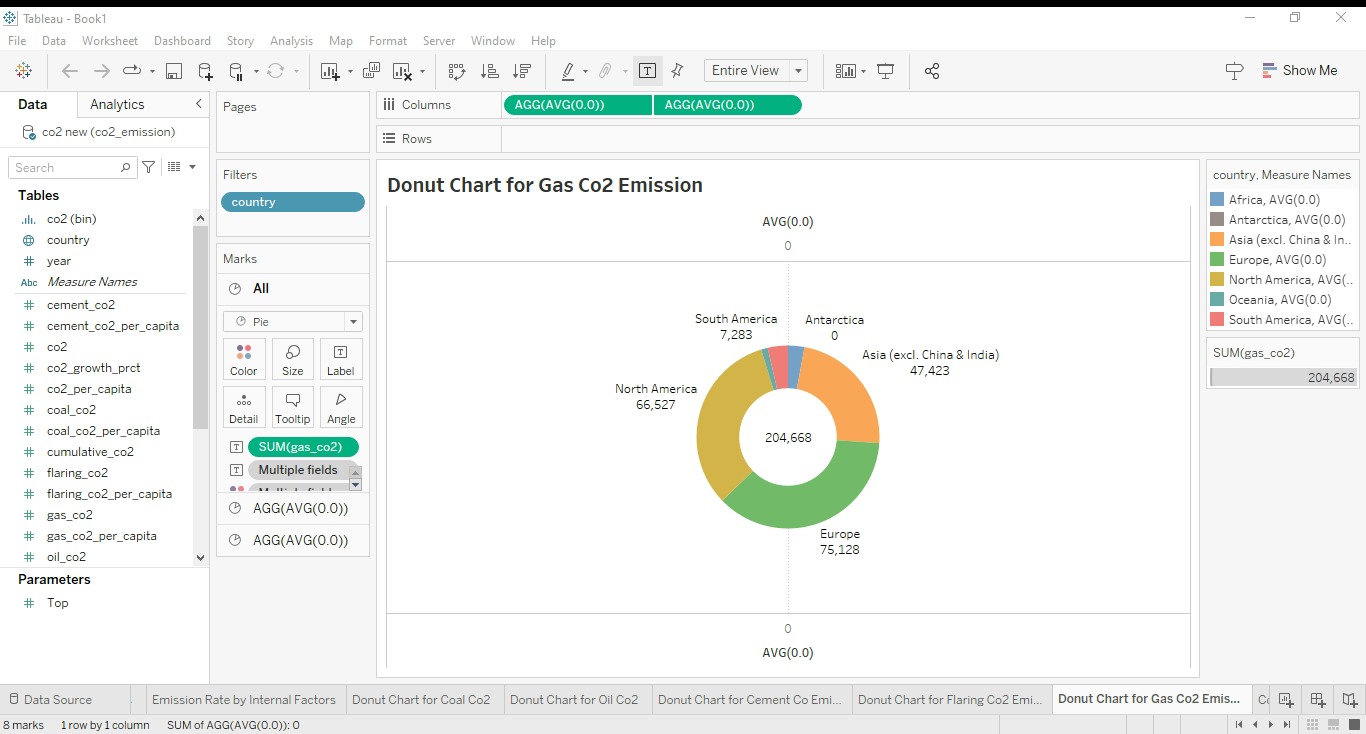 Tableau - Book1
File Data Worksheet Dashboard Story Analysis Map Format Server Window Help
Entire View
Show Me
Data Analytics
co2 new (co2_emission)
Search
Tables
co2 (bin)
country
year
Abc Measure Names
cement_co2
cement_co2_per_capita
co2
co2_growth_prct
co2_per_capita
coal_co2
coal_co2_per_capita
cumulative_co2
flaring_co2
flaring_co2_per_capita
gas_co2
gas_co2_per_capita
oil_co2
Parameters
Top
Pages
Filters
country
Marks
All
Pie
Color Size Label
Detail Tooltip Angle
SUM(gas_co2)
Multiple fields
AGG(AVG(0.0))
AGG(AVG(0.0))
Columns AGG(AVG(0.0)) AGG(AVG(0.0))
Rows
Donut Chart for Gas Co2 Emission
AVG(0.0)
0
South America
7,283
Antarctica
0
Asia (excl. China & India)
47,423
North America
66,527
204,668
Europe
75,128
0
AVG(0.0)
country, Measure Names
Africa, AVG(0.0)
Antarctica, AVG(0.0)
Asia (excl. China & In..
Europe, AVG(0.0)
North America, AVG(..
Oceania, AVG(0.0)
South America, AVG(..
SUM(gas_co2)
204,668
Data Source Emission Rate by Internal Factors Donut Chart for Coal Co2 Donut Chart for Oil Co2 Donut Chart for Cement Co Emi... Donut Chart for Flaring Co2 Emi... Donut Chart for Gas Co2 Emis...
8 marks 1 row by 1 column SUM of AGG(AVG(0.0)): 0